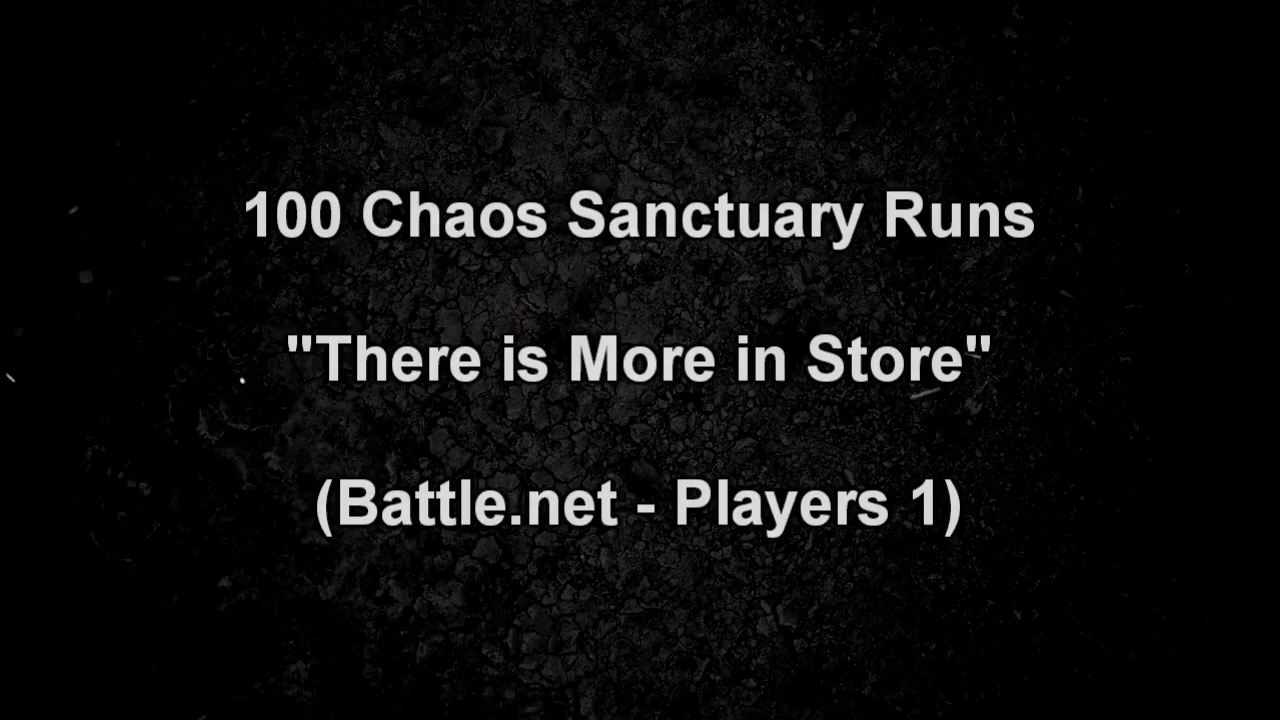 100 Chaos Sanctuary Runs
"There is More in Store"
(Battle.net - Players 1)